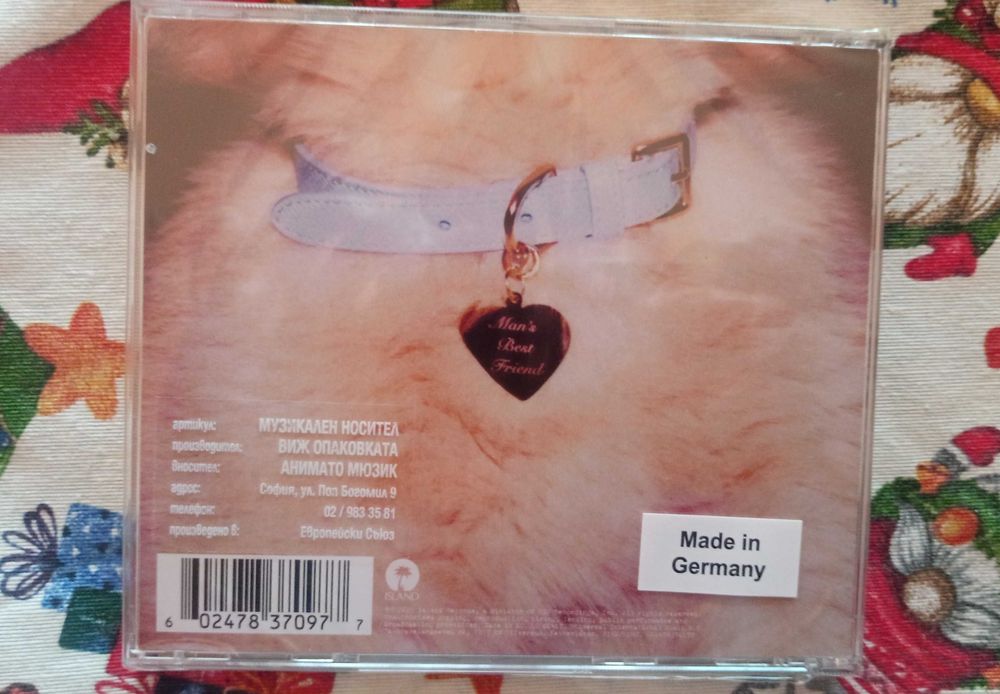 Man's
Best
Friend
артикул: МУЗИКАЛЕН НОСИТЕЛ
производител: ВИЖ ОПАКОВКАТА
вносител: АНИМАТО МЮЗИК
адрес: София, ул. Поп Богомил 9
телефон: 02 / 983 35 81
произведено в: Европейски Съюз
Made in
Germany
ISLAND
6 02478 37097 7